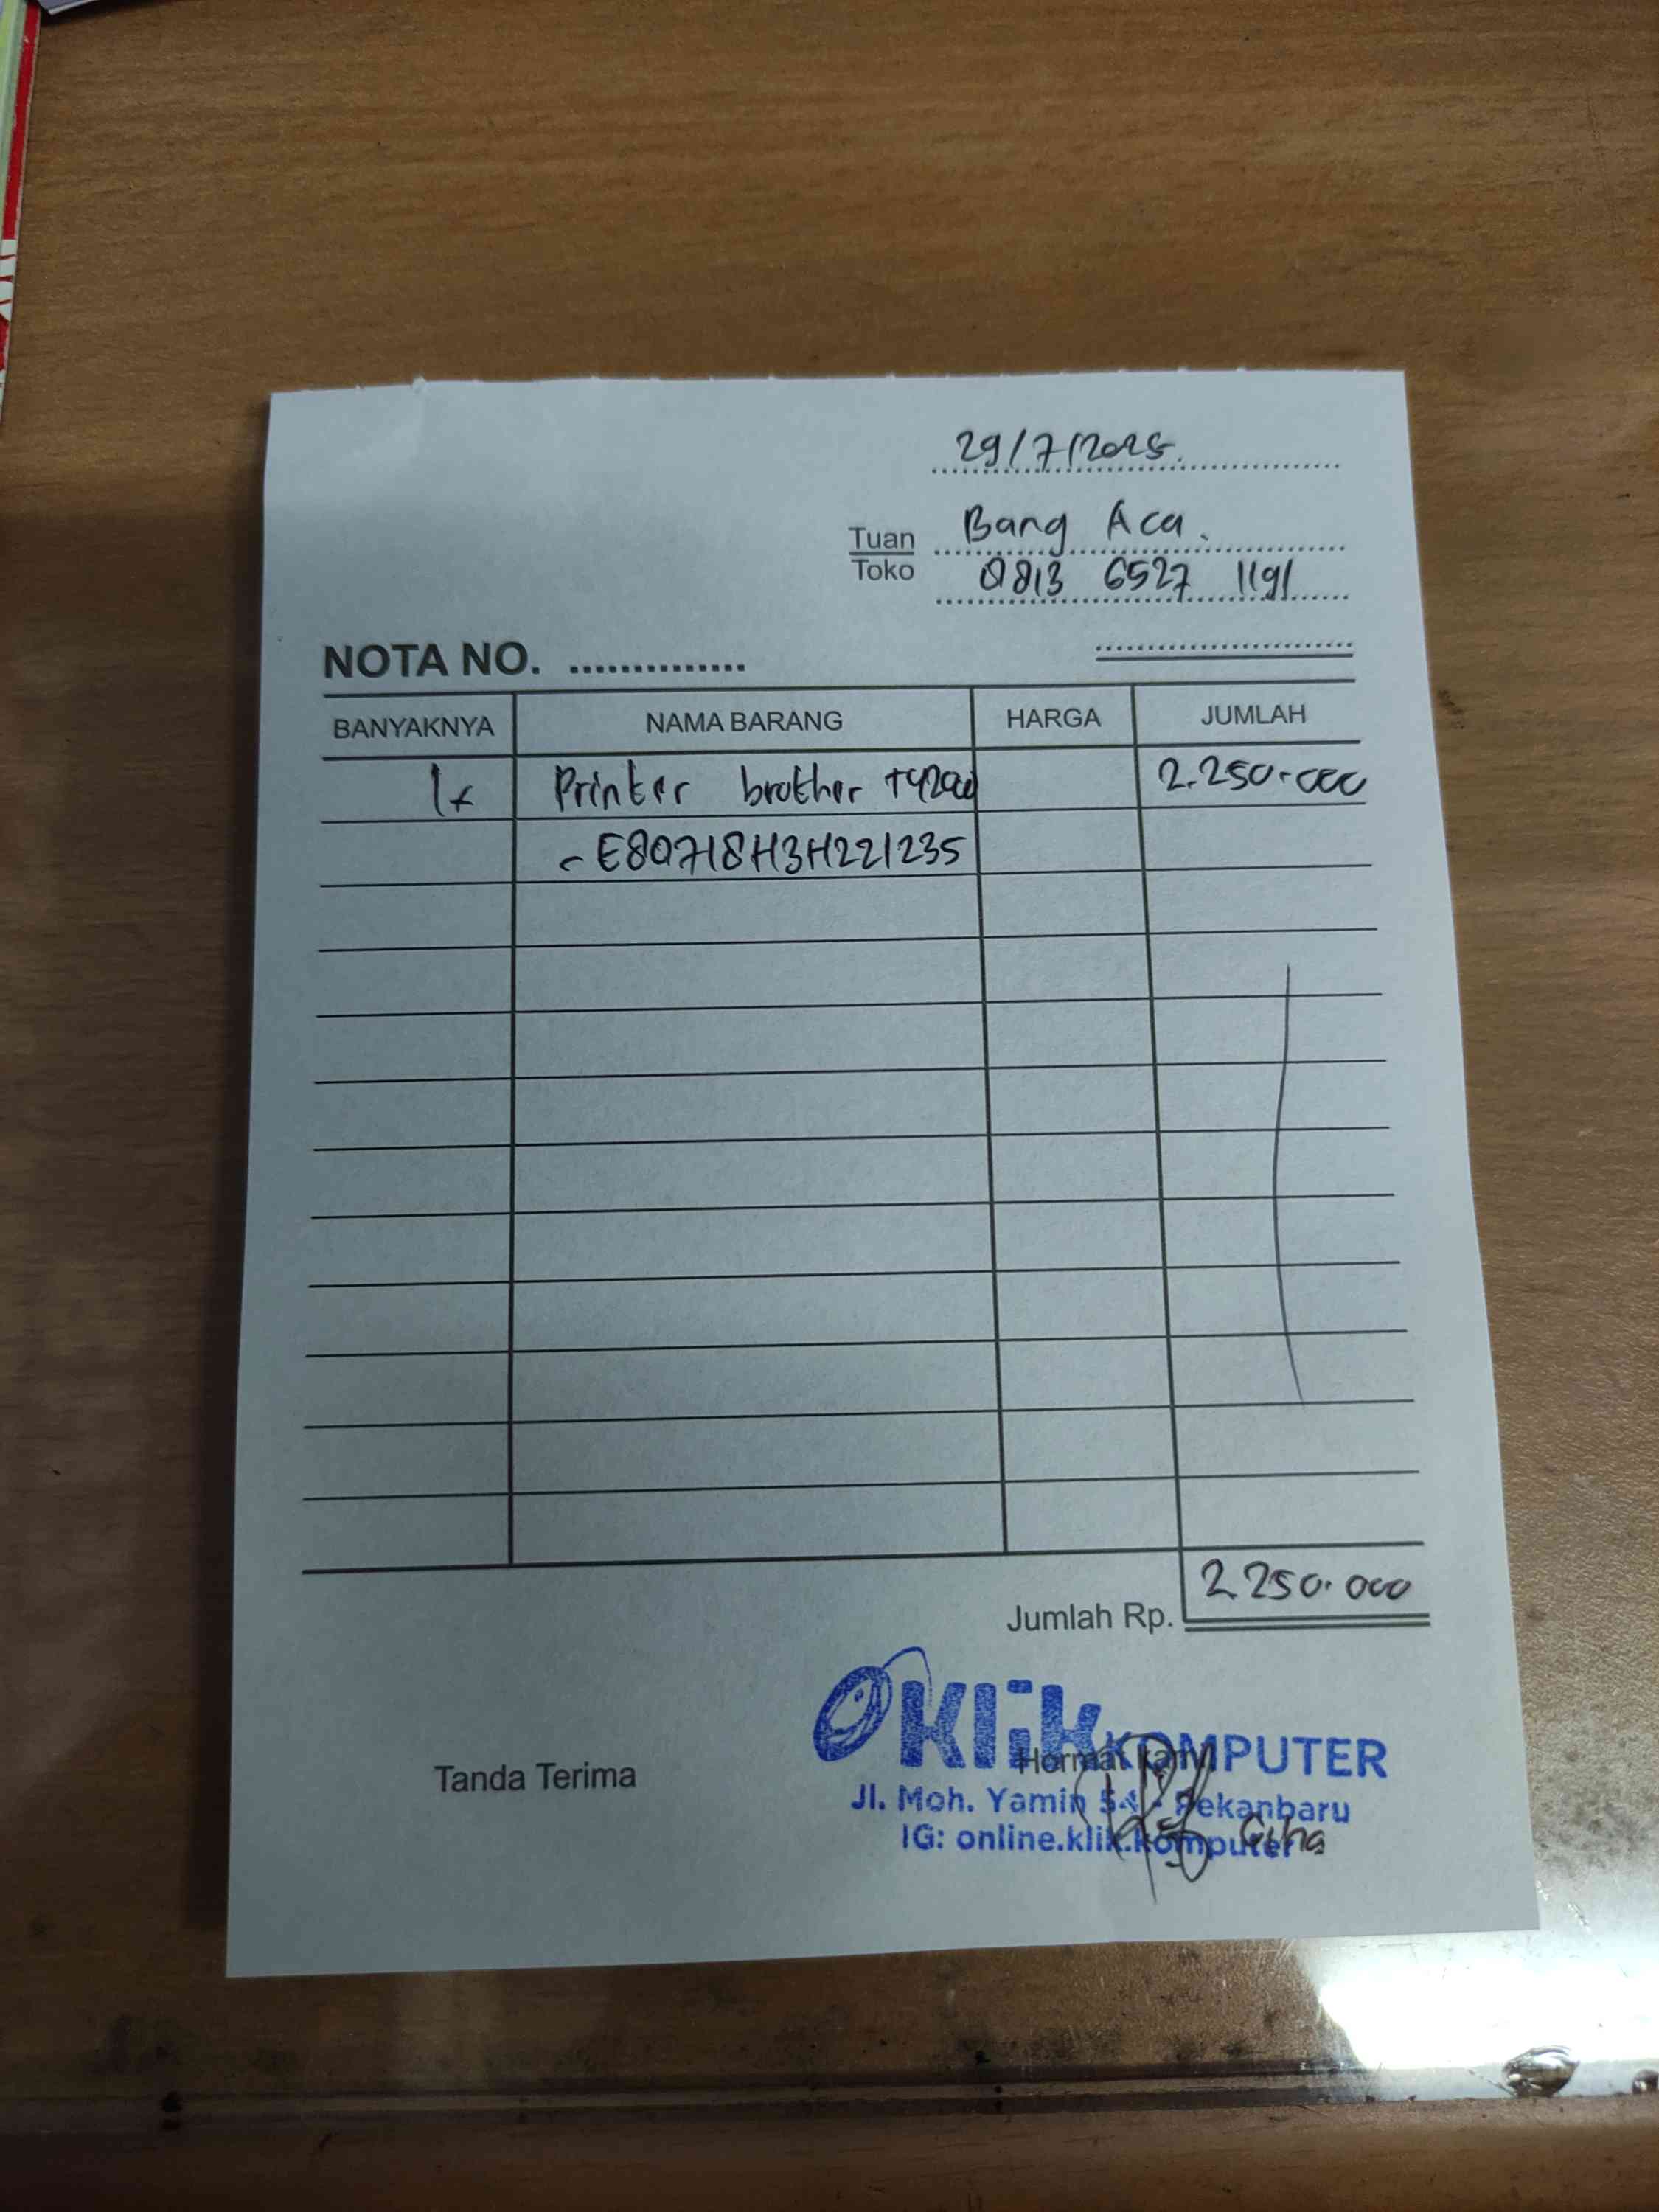 29/7/2025.
Tuan Bang Aca.
Toko 0813 6527 1191
NOTA NO. ..............
BANYAKNYA NAMA BARANG HARGA JUMLAH
1x Printer brother 2.250.000
- E80718H3H221235
Jumlah Rp. 2.250.000
Tanda Terima
Hormat kami
Klik KOMPUTER
Jl. Moh. Yamin 54 - Pekanbaru
IG: online.klik.komputer